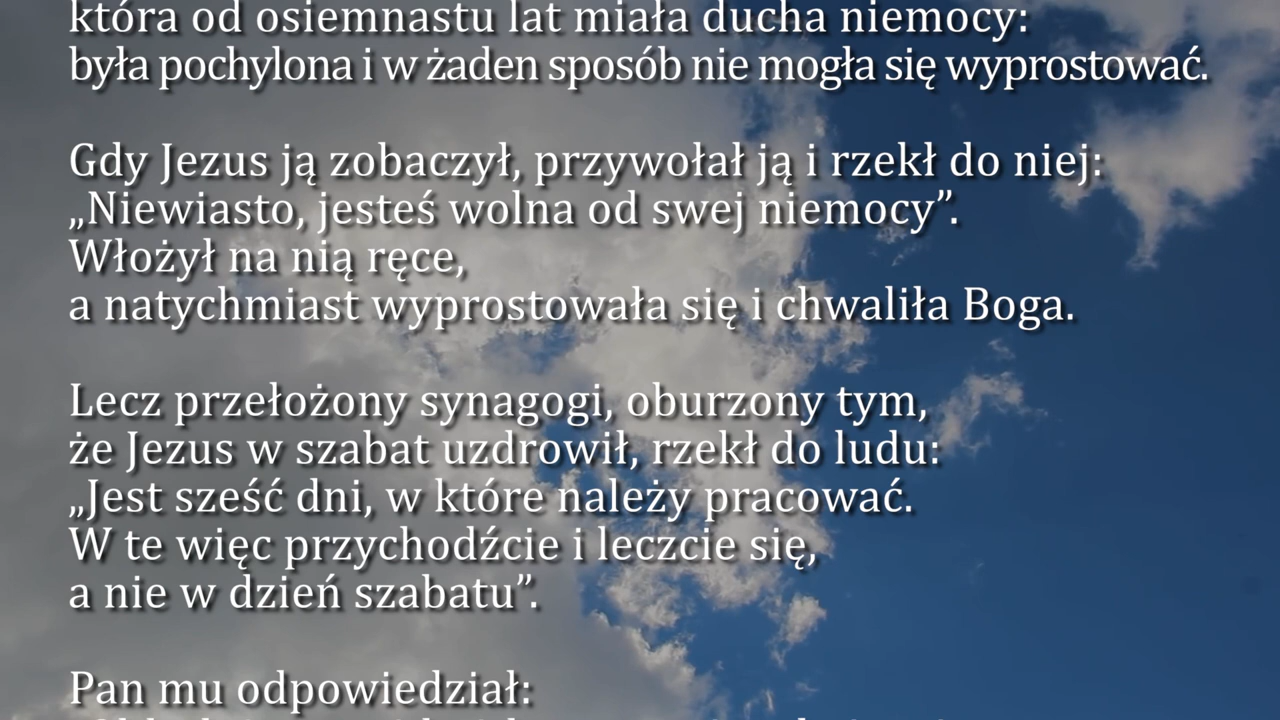 która od osiemnastu lat miała ducha niemocy:
była pochylona i w żaden sposób nie mogła się wyprostować.
Gdy Jezus ją zobaczył, przywołał ją i rzekł do niej:
„Niewiasto, jesteś wolna od swej niemocy”.
Włożył na nią ręce,
a natychmiast wyprostowała się i chwaliła Boga.
Lecz przełożony synagogi, oburzony tym,
że Jezus w szabat uzdrowił, rzekł do ludu:
„Jest sześć dni, w które należy pracować.
W te więc przychodźcie i leczcie się,
a nie w dzień szabatu”.
Pan mu odpowiedział: